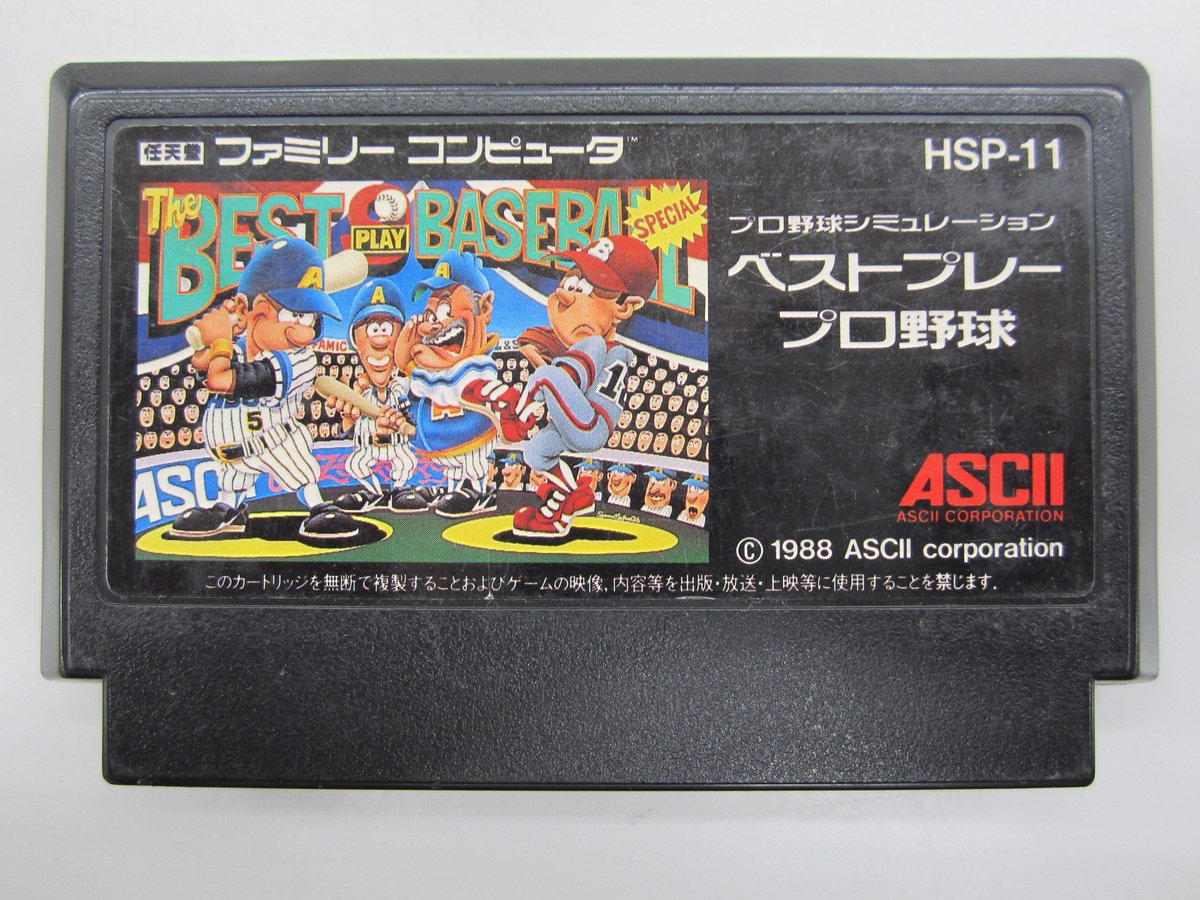 任天堂 ファミリー コンピュータ™
HSP-11
The BEST PLAY BASEBALL SPECIAL
プロ野球シミュレーション
ベストプレー
プロ野球
A
A
A
B
5
1
A
ASC
ASCII
ASCII CORPORATION
© 1988 ASCII corporation
このカートリッジを無断で複製することおよびゲームの映像,内容等を出版・放送・上映等に使用することを禁じます.